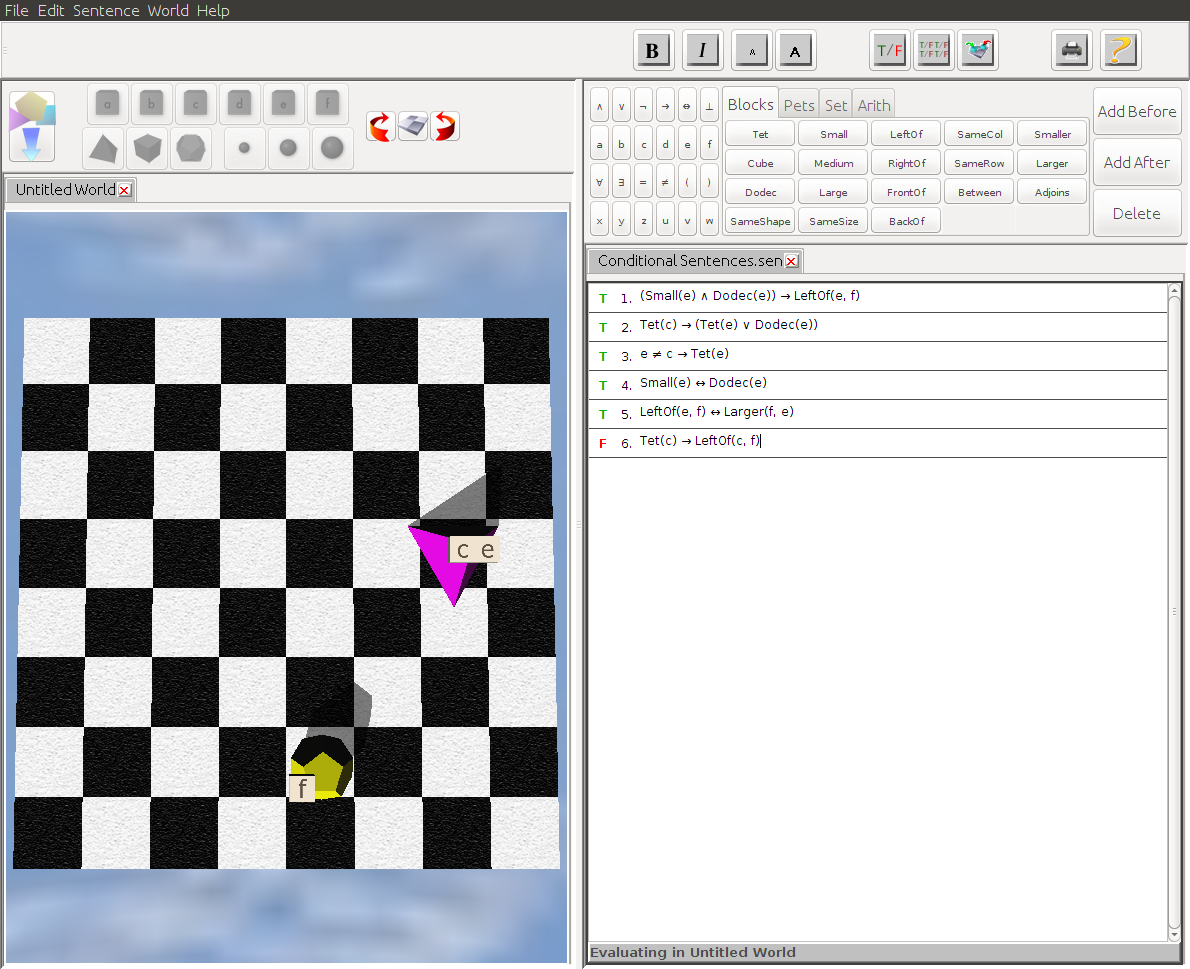 File Edit Sentence World Help
B I A A T/F T/FT/F T/FT/F ?
a b c d e f
Untitled World
c e
f
∧ ∨ ¬ → ↔ ⊥
a b c d e f
∀ ∃ = ≠ ( )
x y z u v w
Blocks Pets Set Arith
Tet Small LeftOf SameCol Smaller
Cube Medium RightOf SameRow Larger
Dodec Large FrontOf Between Adjoins
SameShape SameSize BackOf
Add Before
Add After
Delete
Conditional Sentences.sen
T 1. (Small(e) ∧ Dodec(e)) → LeftOf(e, f)
T 2. Tet(c) → (Tet(e) ∨ Dodec(e))
T 3. e ≠ c → Tet(e)
T 4. Small(e) ↔ Dodec(e)
T 5. LeftOf(e, f) ↔ Larger(f, e)
F 6. Tet(c) → LeftOf(c, f)
Evaluating in Untitled World